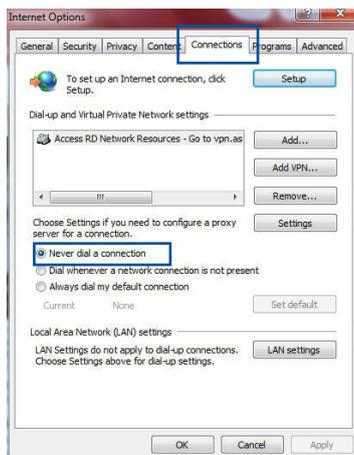 Internet Options
General Security Privacy Content Connections Programs Advanced
To set up an Internet connection, click
Setup.
Setup
Dial-up and Virtual Private Network settings
Access RD Network Resources - Go to vpn.as
Add...
Add VPN...
Remove...
Choose Settings if you need to configure a proxy
server for a connection.
Settings
Never dial a connection
Dial whenever a network connection is not present
Always dial my default connection
Current None
Set default
Local Area Network (LAN) settings
LAN Settings do not apply to dial-up connections.
Choose Settings above for dial-up settings.
LAN settings
OK Cancel Apply